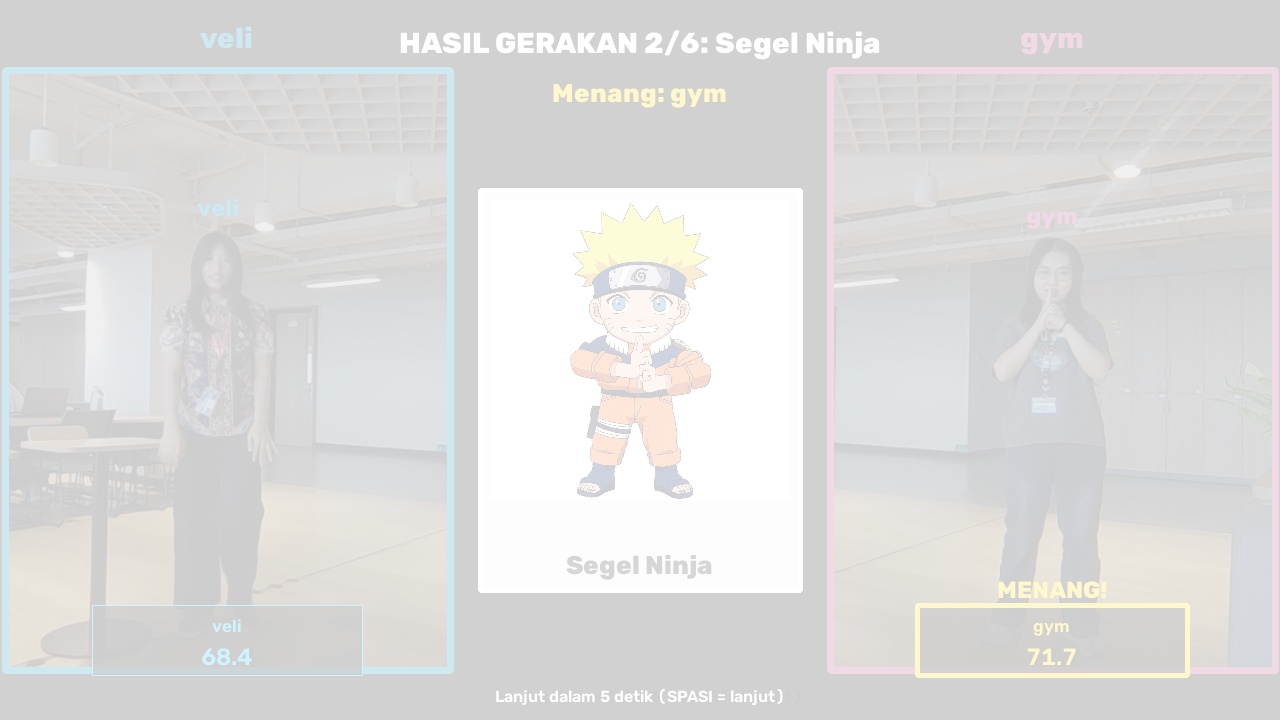 veli
HASIL GERAKAN 2/6: Segel Ninja
gym
Menang: gym
veli
gym
Segel Ninja
MENANG!
veli
68.4
gym
71.7
Lanjut dalam 5 detik (SPASI = lanjut)